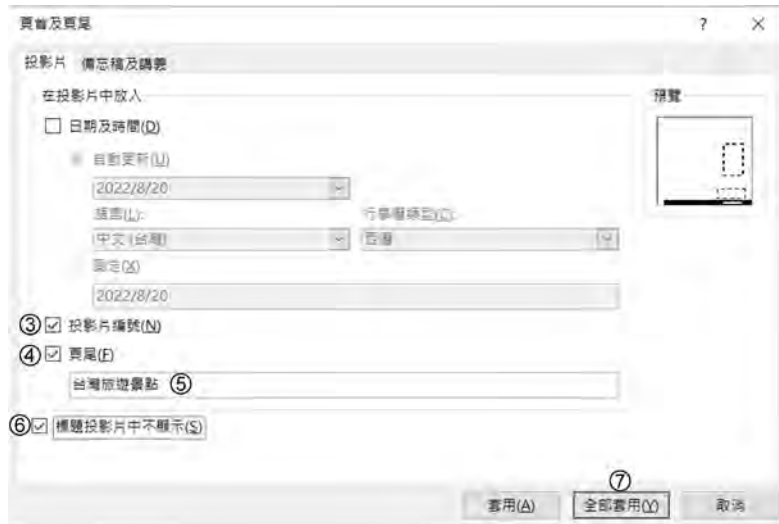 頁首及頁尾 ? ×
投影片 備忘稿及講義
在投影片中放入
預覽
日期及時間(D)
自動更新(U)
2022/8/20
語言(L):
行事曆類型(C):
中文(台灣)
西曆
固定(X)
2022/8/20
③ 投影片編號(N)
④ 頁尾(F)
台灣旅遊景點 ⑤
⑥ 標題投影片中不顯示(S)
⑦
套用(A) 全部套用(Y) 取消